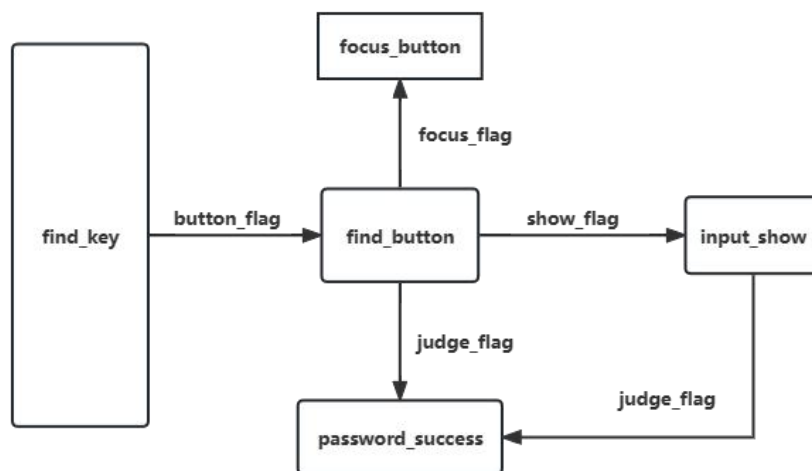 focus_button
focus_flag
button_flag
show_flag
find_key
find_button
input_show
judge_flag
judge_flag
password_success